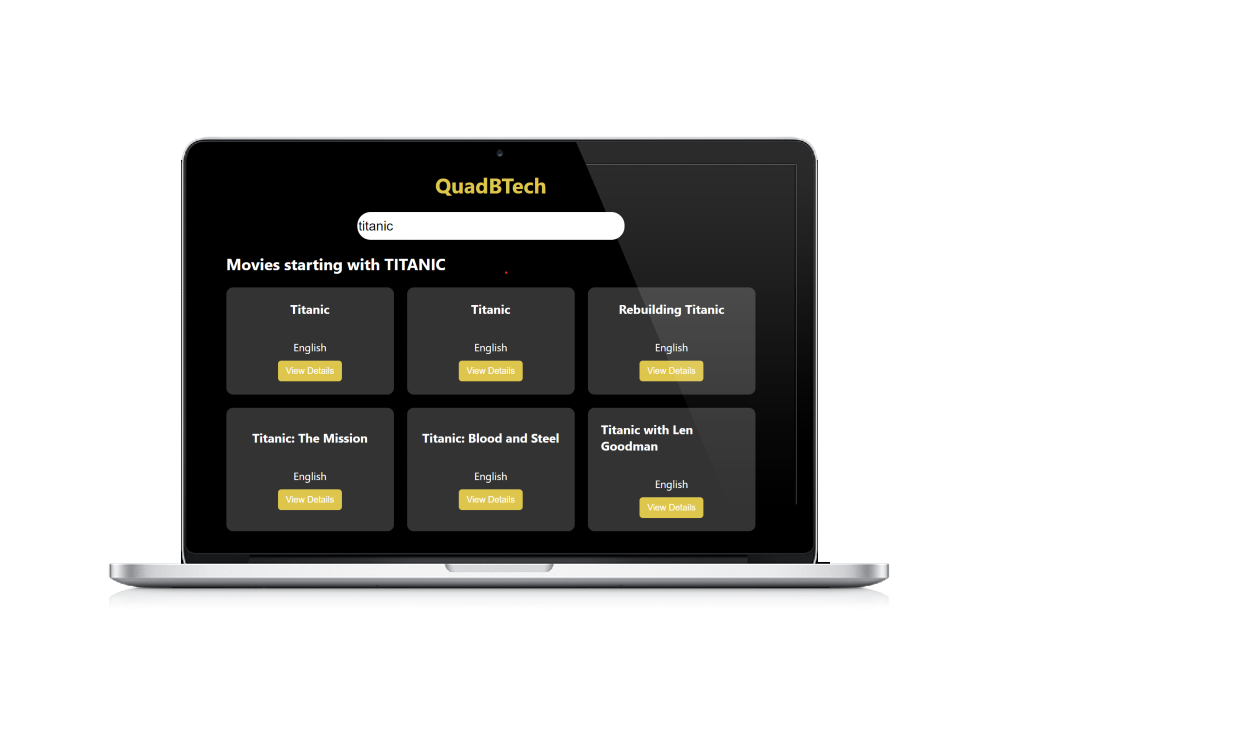 QuadBTech
titanic
Movies starting with TITANIC
Titanic
English
View Details
Titanic
English
View Details
Rebuilding Titanic
English
View Details
Titanic: The Mission
English
View Details
Titanic: Blood and Steel
English
View Details
Titanic with Len
Goodman
English
View Details